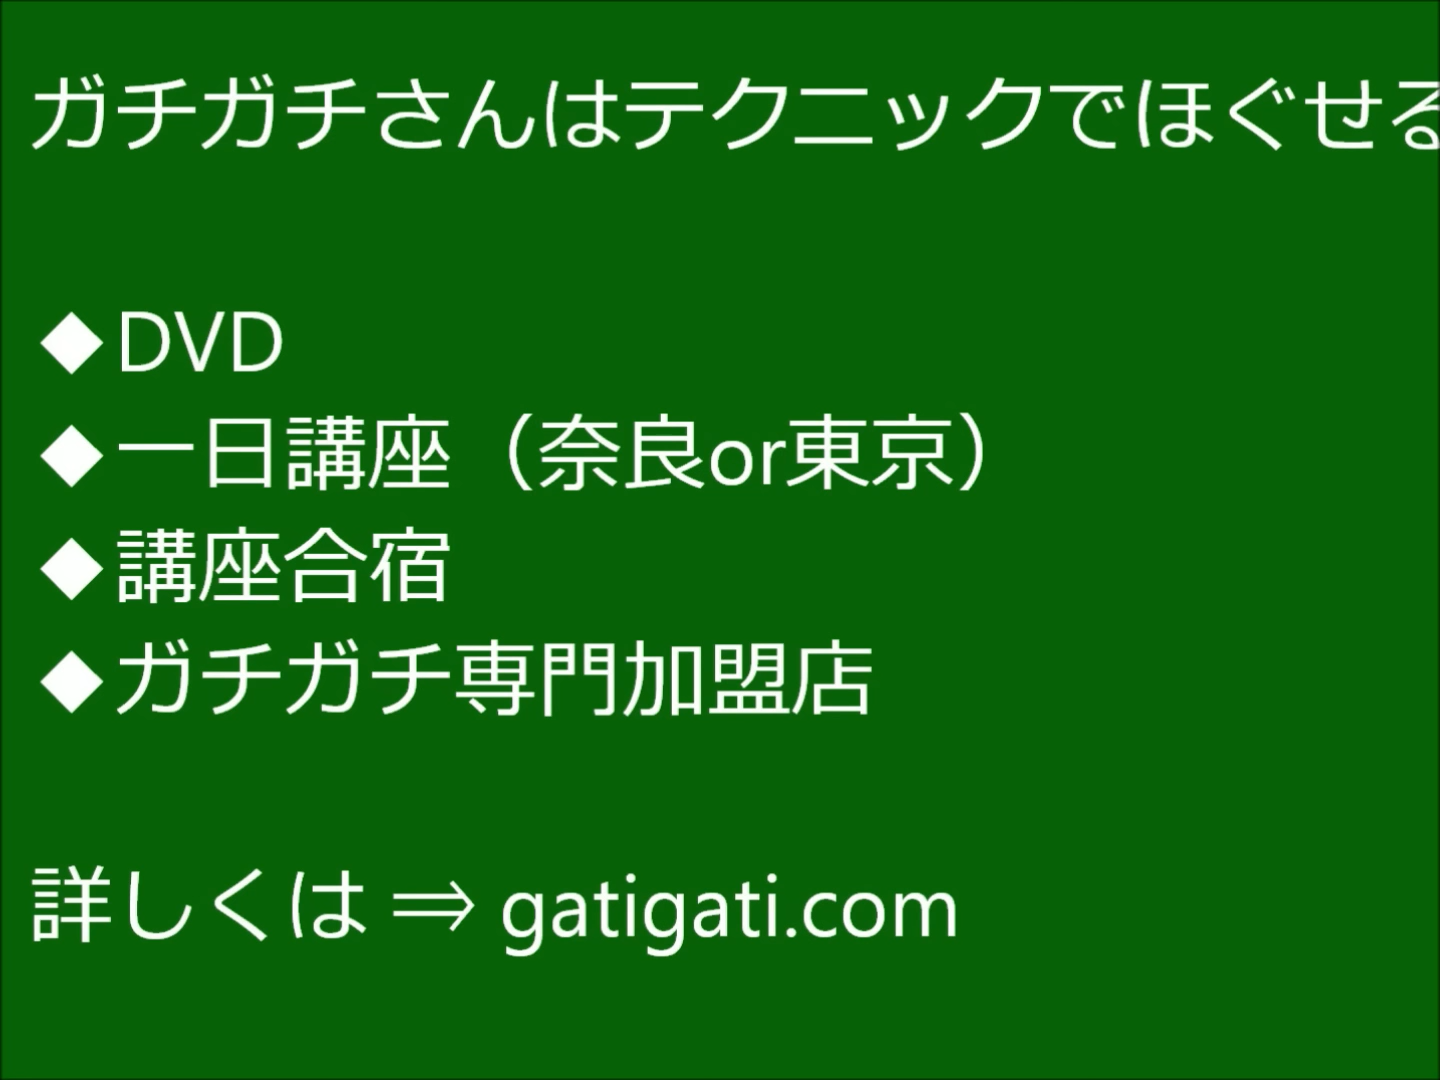 ガチガチさんはテクニックでほぐせる
◆DVD
◆一日講座（奈良or東京）
◆講座合宿
◆ガチガチ専門加盟店
詳しくは ⇒ gatigati.com